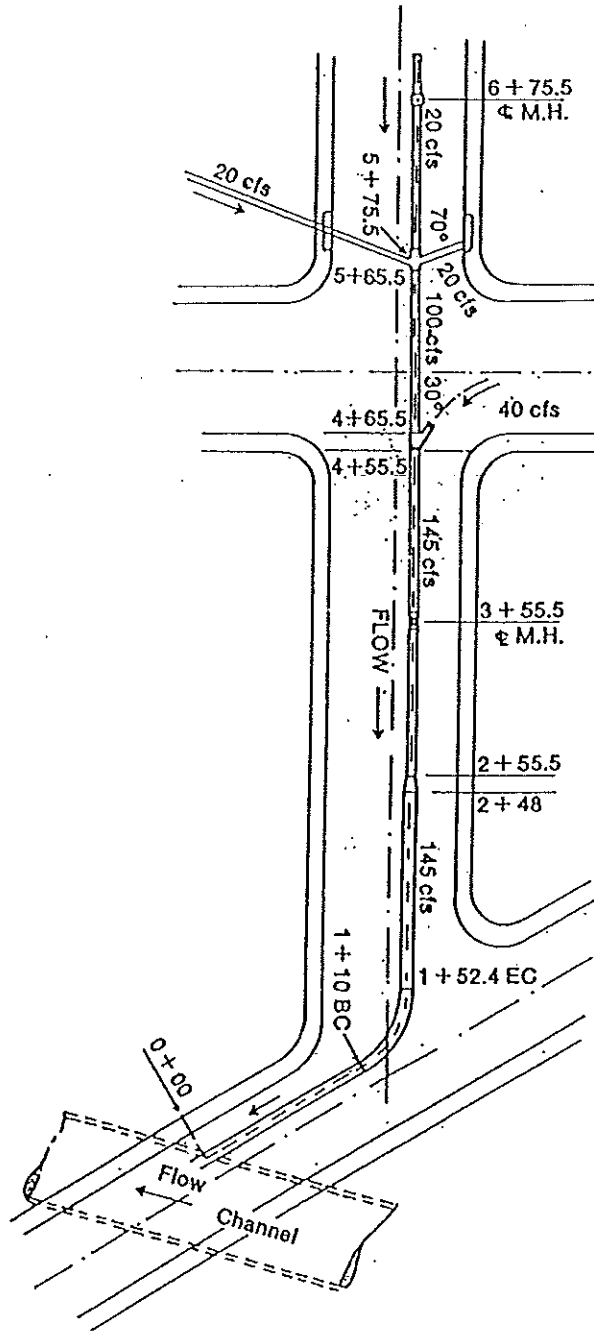 6 + 75.5
℄ M.H.
20 cfs
5 + 75.5
20 cfs
70°
20 cfs
5+65.5
100-cfs
30°
40 cfs
4+65.5
4+55.5
145 cfs
3 + 55.5
℄ M.H.
FLOW
2 + 55.5
2 + 48
145 cfs
1 + 52.4 EC
1 + 10 BC
0 + 00
Flow
Channel